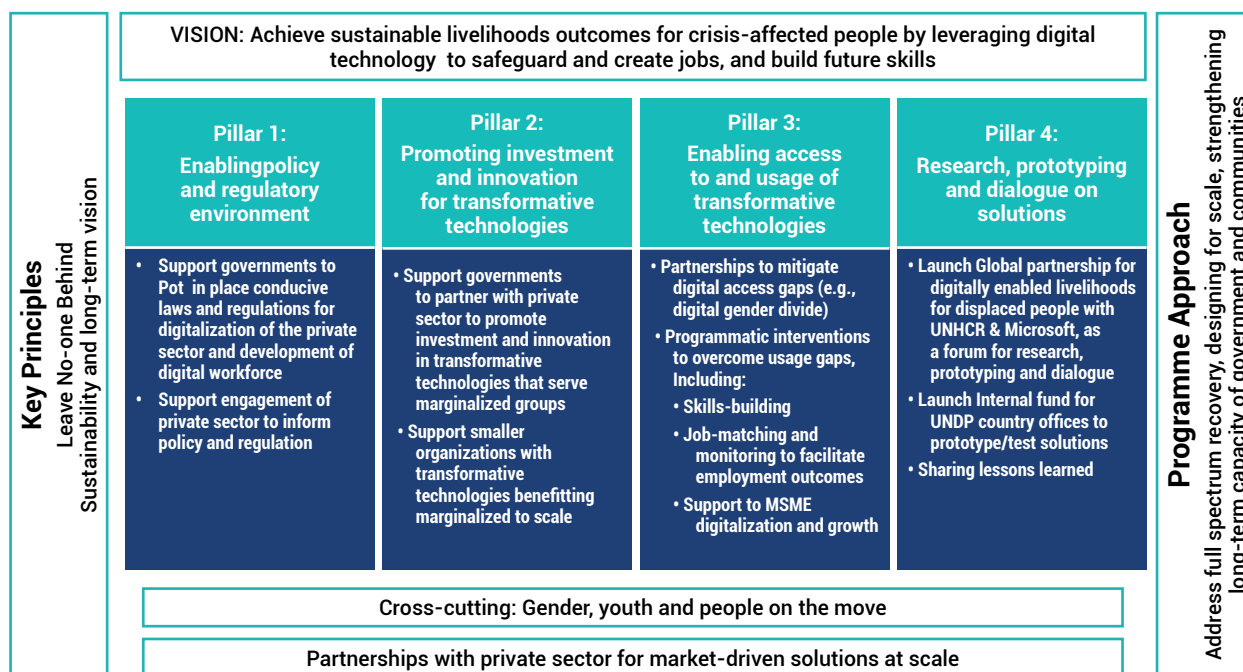 Key Principles
Leave No-one Behind
Sustainability and long-term vision
VISION: Achieve sustainable livelihoods outcomes for crisis-affected people by leveraging digital
technology to safeguard and create jobs, and build future skills
Pillar 1:
Enablingpolicy
and regulatory
environment
• Support governments to
Pot in place conducive
laws and regulations for
digitalization of the private
sector and development of
digital workforce
• Support engagement of
private sector to inform
policy and regulation
Pillar 2:
Promoting investment
and innovation
for transformative
technologies
• Support governments
to partner with private
sector to promote
investment and innovation
in transformative
technologies that serve
marginalized groups
• Support smaller
organizations with
transformative
technologies benefitting
marginalized to scale
Pillar 3:
Enabling access
to and usage of
transformative
technologies
• Partnerships to mitigate
digital access gaps (e.g.,
digital gender divide)
• Programmatic interventions
to overcome usage gaps,
Including:
• Skills-building
• Job-matching and
monitoring to facilitate
employment outcomes
• Support to MSME
digitalization and growth
Pillar 4:
Research, prototyping
and dialogue on
solutions
• Launch Global partnership for
digitally enabled livelihoods
for displaced people with
UNHCR & Microsoft, as
a forum for research,
prototyping and dialogue
• Launch Internal fund for
UNDP country offices to
prototype/test solutions
• Sharing lessons learned
Cross-cutting: Gender, youth and people on the move
Partnerships with private sector for market-driven solutions at scale
Programme Approach
Address full spectrum recovery, designing for scale, strengthening
long-term capacity of government and communities